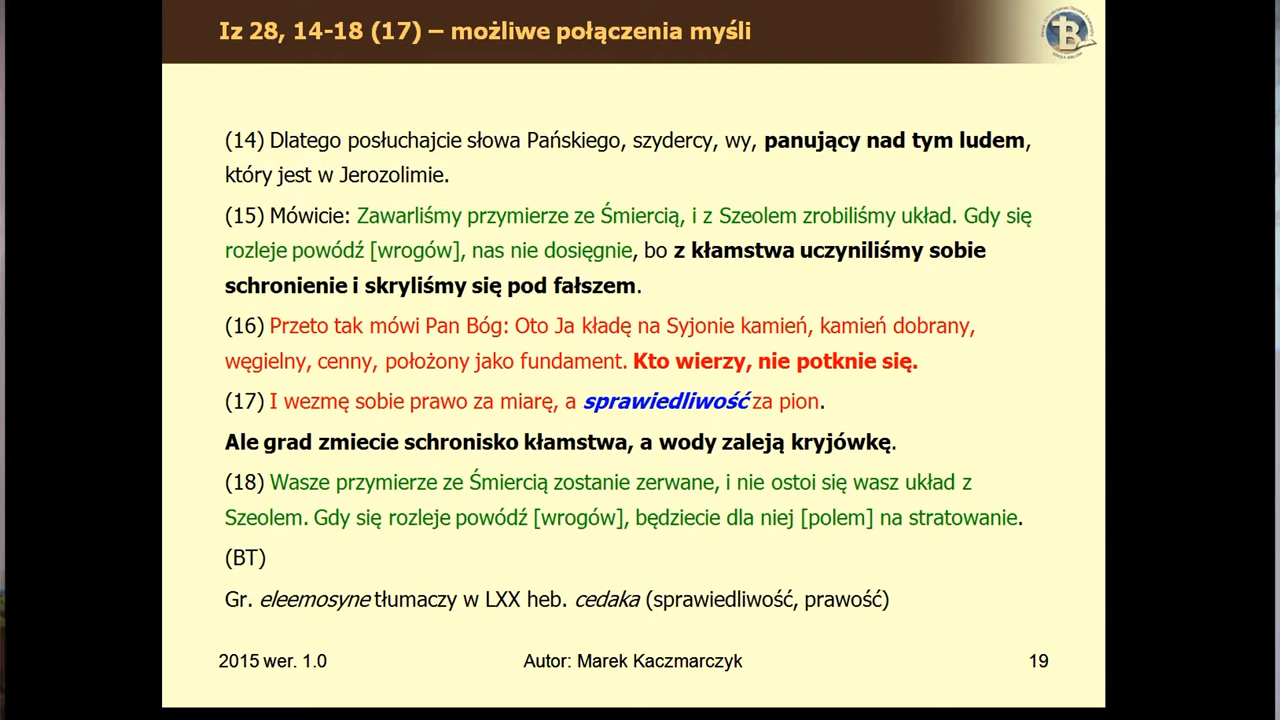 Iz 28, 14-18 (17) – możliwe połączenia myśli
(14) Dlatego posłuchajcie słowa Pańskiego, szydercy, wy, panujący nad tym ludem,
który jest w Jerozolimie.
(15) Mówicie: Zawarliśmy przymierze ze Śmiercią, i z Szeolem zrobiliśmy układ. Gdy się
rozleje powódź [wrogów], nas nie dosięgnie, bo z kłamstwa uczyniliśmy sobie
schronienie i skryliśmy się pod fałszem.
(16) Przeto tak mówi Pan Bóg: Oto Ja kładę na Syjonie kamień, kamień dobrany,
węgielny, cenny, położony jako fundament. Kto wierzy, nie potknie się.
(17) I wezmę sobie prawo za miarę, a sprawiedliwość za pion.
Ale grad zmiecie schronisko kłamstwa, a wody zaleją kryjówkę.
(18) Wasze przymierze ze Śmiercią zostanie zerwane, i nie ostoi się wasz układ z
Szeolem. Gdy się rozleje powódź [wrogów], będziecie dla niej [polem] na stratowanie.
(BT)
Gr. eleemosyne tłumaczy w LXX heb. cedaka (sprawiedliwość, prawość)
2015 wer. 1.0
Autor: Marek Kaczmarczyk
19